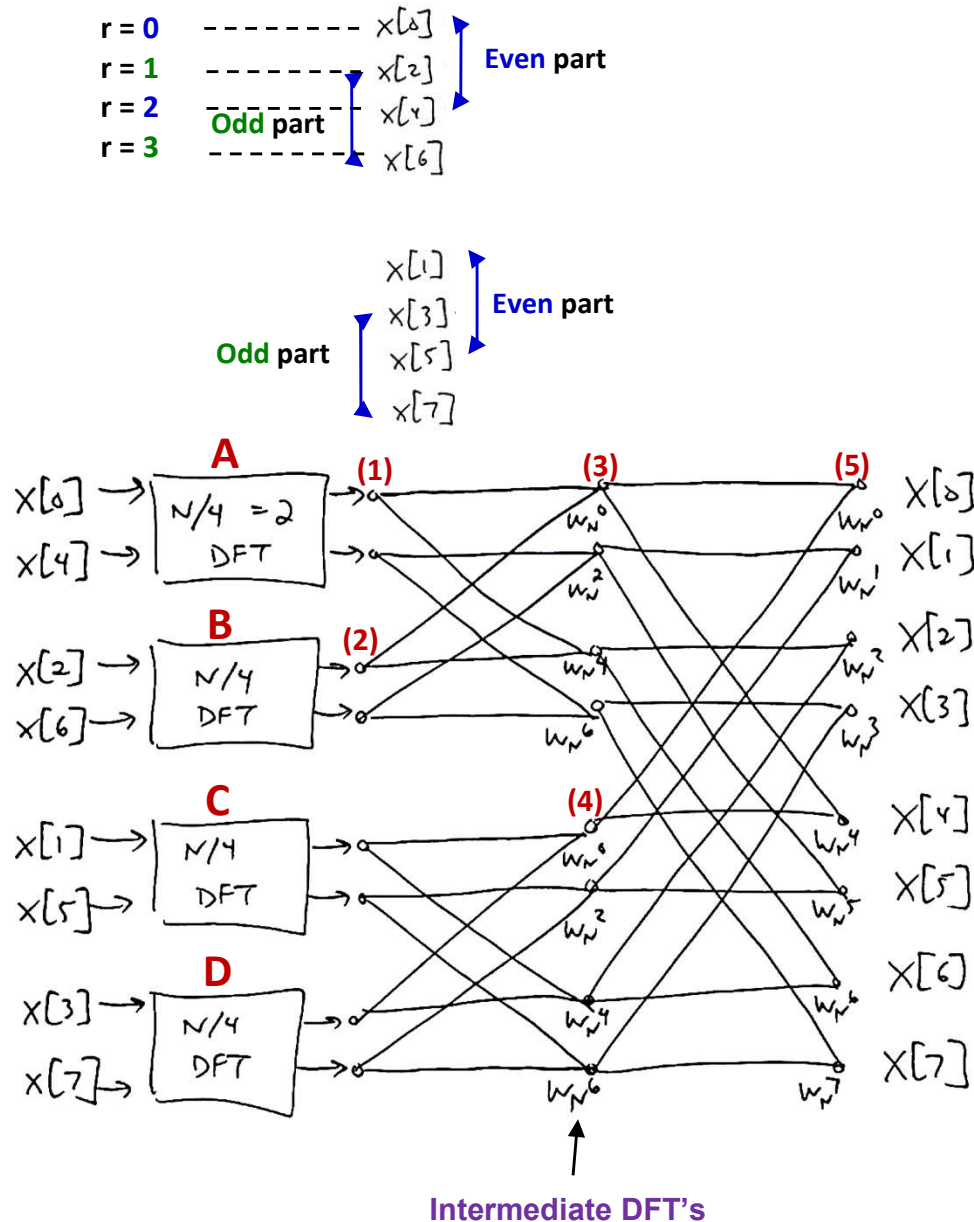 r = 0 x[0]
Even part
r = 1 x[2]
r = 2 x[4]
Odd part
r = 3 x[6]
x[1]
x[3]
Even part
Odd part
x[5]
x[7]
A
(1) (3) (5)
x[0] N/4 = 2 X[0]
DFT
W_N^0 W_N^0
x[4] X[1]
W_N^2 W_N^1
B
(2)
x[2] N/4 W_N^4 W_N^2 X[2]
DFT
x[6] W_N^6 W_N^3 X[3]
C
(4)
x[1] N/4 W_N^0 W_N^4 X[4]
DFT
x[5] W_N^2 W_N^5 X[5]
D
x[3] N/4 W_N^4 W_N^6 X[6]
DFT
x[7] W_N^6 W_N^7 X[7]
Intermediate DFT's